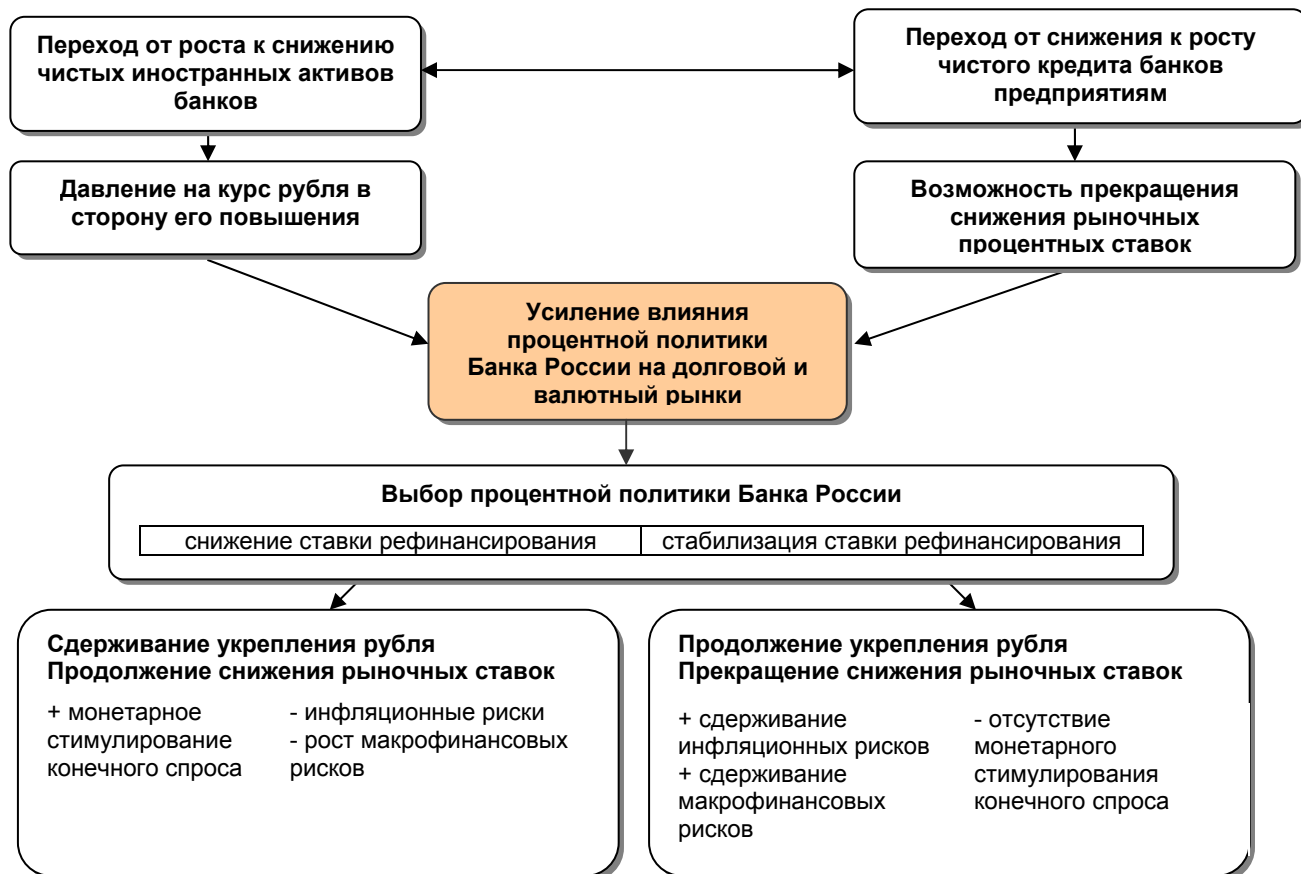 Переход от роста к снижению
чистых иностранных активов
банков
Переход от снижения к росту
чистого кредита банков
предприятиям
Давление на курс рубля в
сторону его повышения
Возможность прекращения
снижения рыночных
процентных ставок
Усиление влияния
процентной политики
Банка России на долговой и
валютный рынки
Выбор процентной политики Банка России
снижение ставки рефинансирования
стабилизация ставки рефинансирования
Сдерживание укрепления рубля
Продолжение снижения рыночных ставок
+ монетарное
стимулирование
конечного спроса
- инфляционные риски
- рост макрофинансовых
рисков
Продолжение укрепления рубля
Прекращение снижения рыночных ставок
+ сдерживание
инфляционных рисков
+ сдерживание
макрофинансовых
рисков
- отсутствие
монетарного
стимулирования
конечного спроса